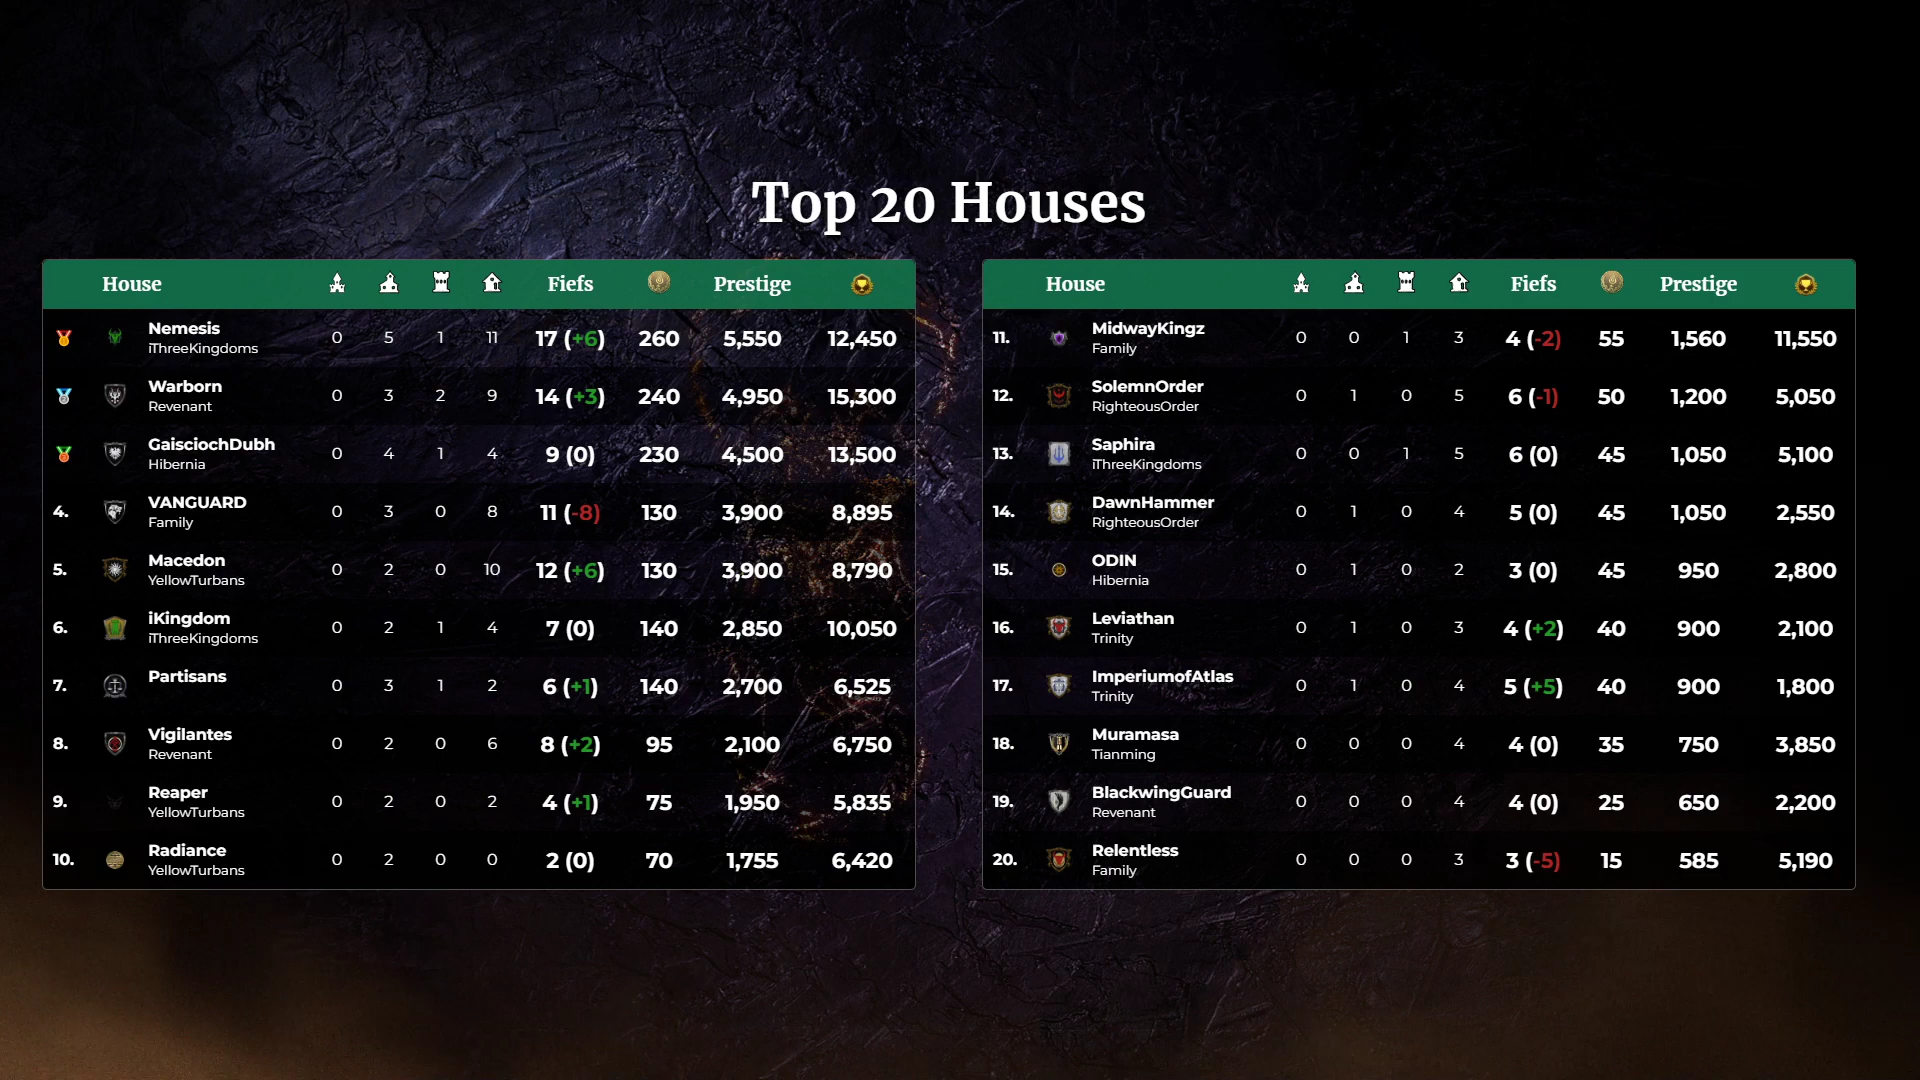 Top 20 Houses
House Fiefs Prestige
Nemesis
iThreeKingdoms
0 5 1 11 17 (+6) 260 5,550 12,450
Warborn
Revenant
0 3 2 9 14 (+3) 240 4,950 15,300
GaisciochDubh
Hibernia
0 4 1 4 9 (0) 230 4,500 13,500
4. VANGUARD
Family
0 3 0 8 11 (-8) 130 3,900 8,895
5. Macedon
YellowTurbans
0 2 0 10 12 (+6) 130 3,900 8,790
6. iKingdom
iThreeKingdoms
0 2 1 4 7 (0) 140 2,850 10,050
7. Partisans
0 3 1 2 6 (+1) 140 2,700 6,525
8. Vigilantes
Revenant
0 2 0 6 8 (+2) 95 2,100 6,750
9. Reaper
YellowTurbans
0 2 0 2 4 (+1) 75 1,950 5,835
10. Radiance
YellowTurbans
0 2 0 0 2 (0) 70 1,755 6,420
House Fiefs Prestige
11. MidwayKingz
Family
0 0 1 3 4 (-2) 55 1,560 11,550
12. SolemnOrder
RighteousOrder
0 1 0 5 6 (-1) 50 1,200 5,050
13. Saphira
iThreeKingdoms
0 0 1 5 6 (0) 45 1,050 5,100
14. DawnHammer
RighteousOrder
0 1 0 4 5 (0) 45 1,050 2,550
15. ODIN
Hibernia
0 1 0 2 3 (0) 45 950 2,800
16. Leviathan
Trinity
0 1 0 3 4 (+2) 40 900 2,100
17. ImperiumofAtlas
Trinity
0 1 0 4 5 (+5) 40 900 1,800
18. Muramasa
Tianming
0 0 0 4 4 (0) 35 750 3,850
19. BlackwingGuard
Revenant
0 0 0 4 4 (0) 25 650 2,200
20. Relentless
Family
0 0 0 3 3 (-5) 15 585 5,190